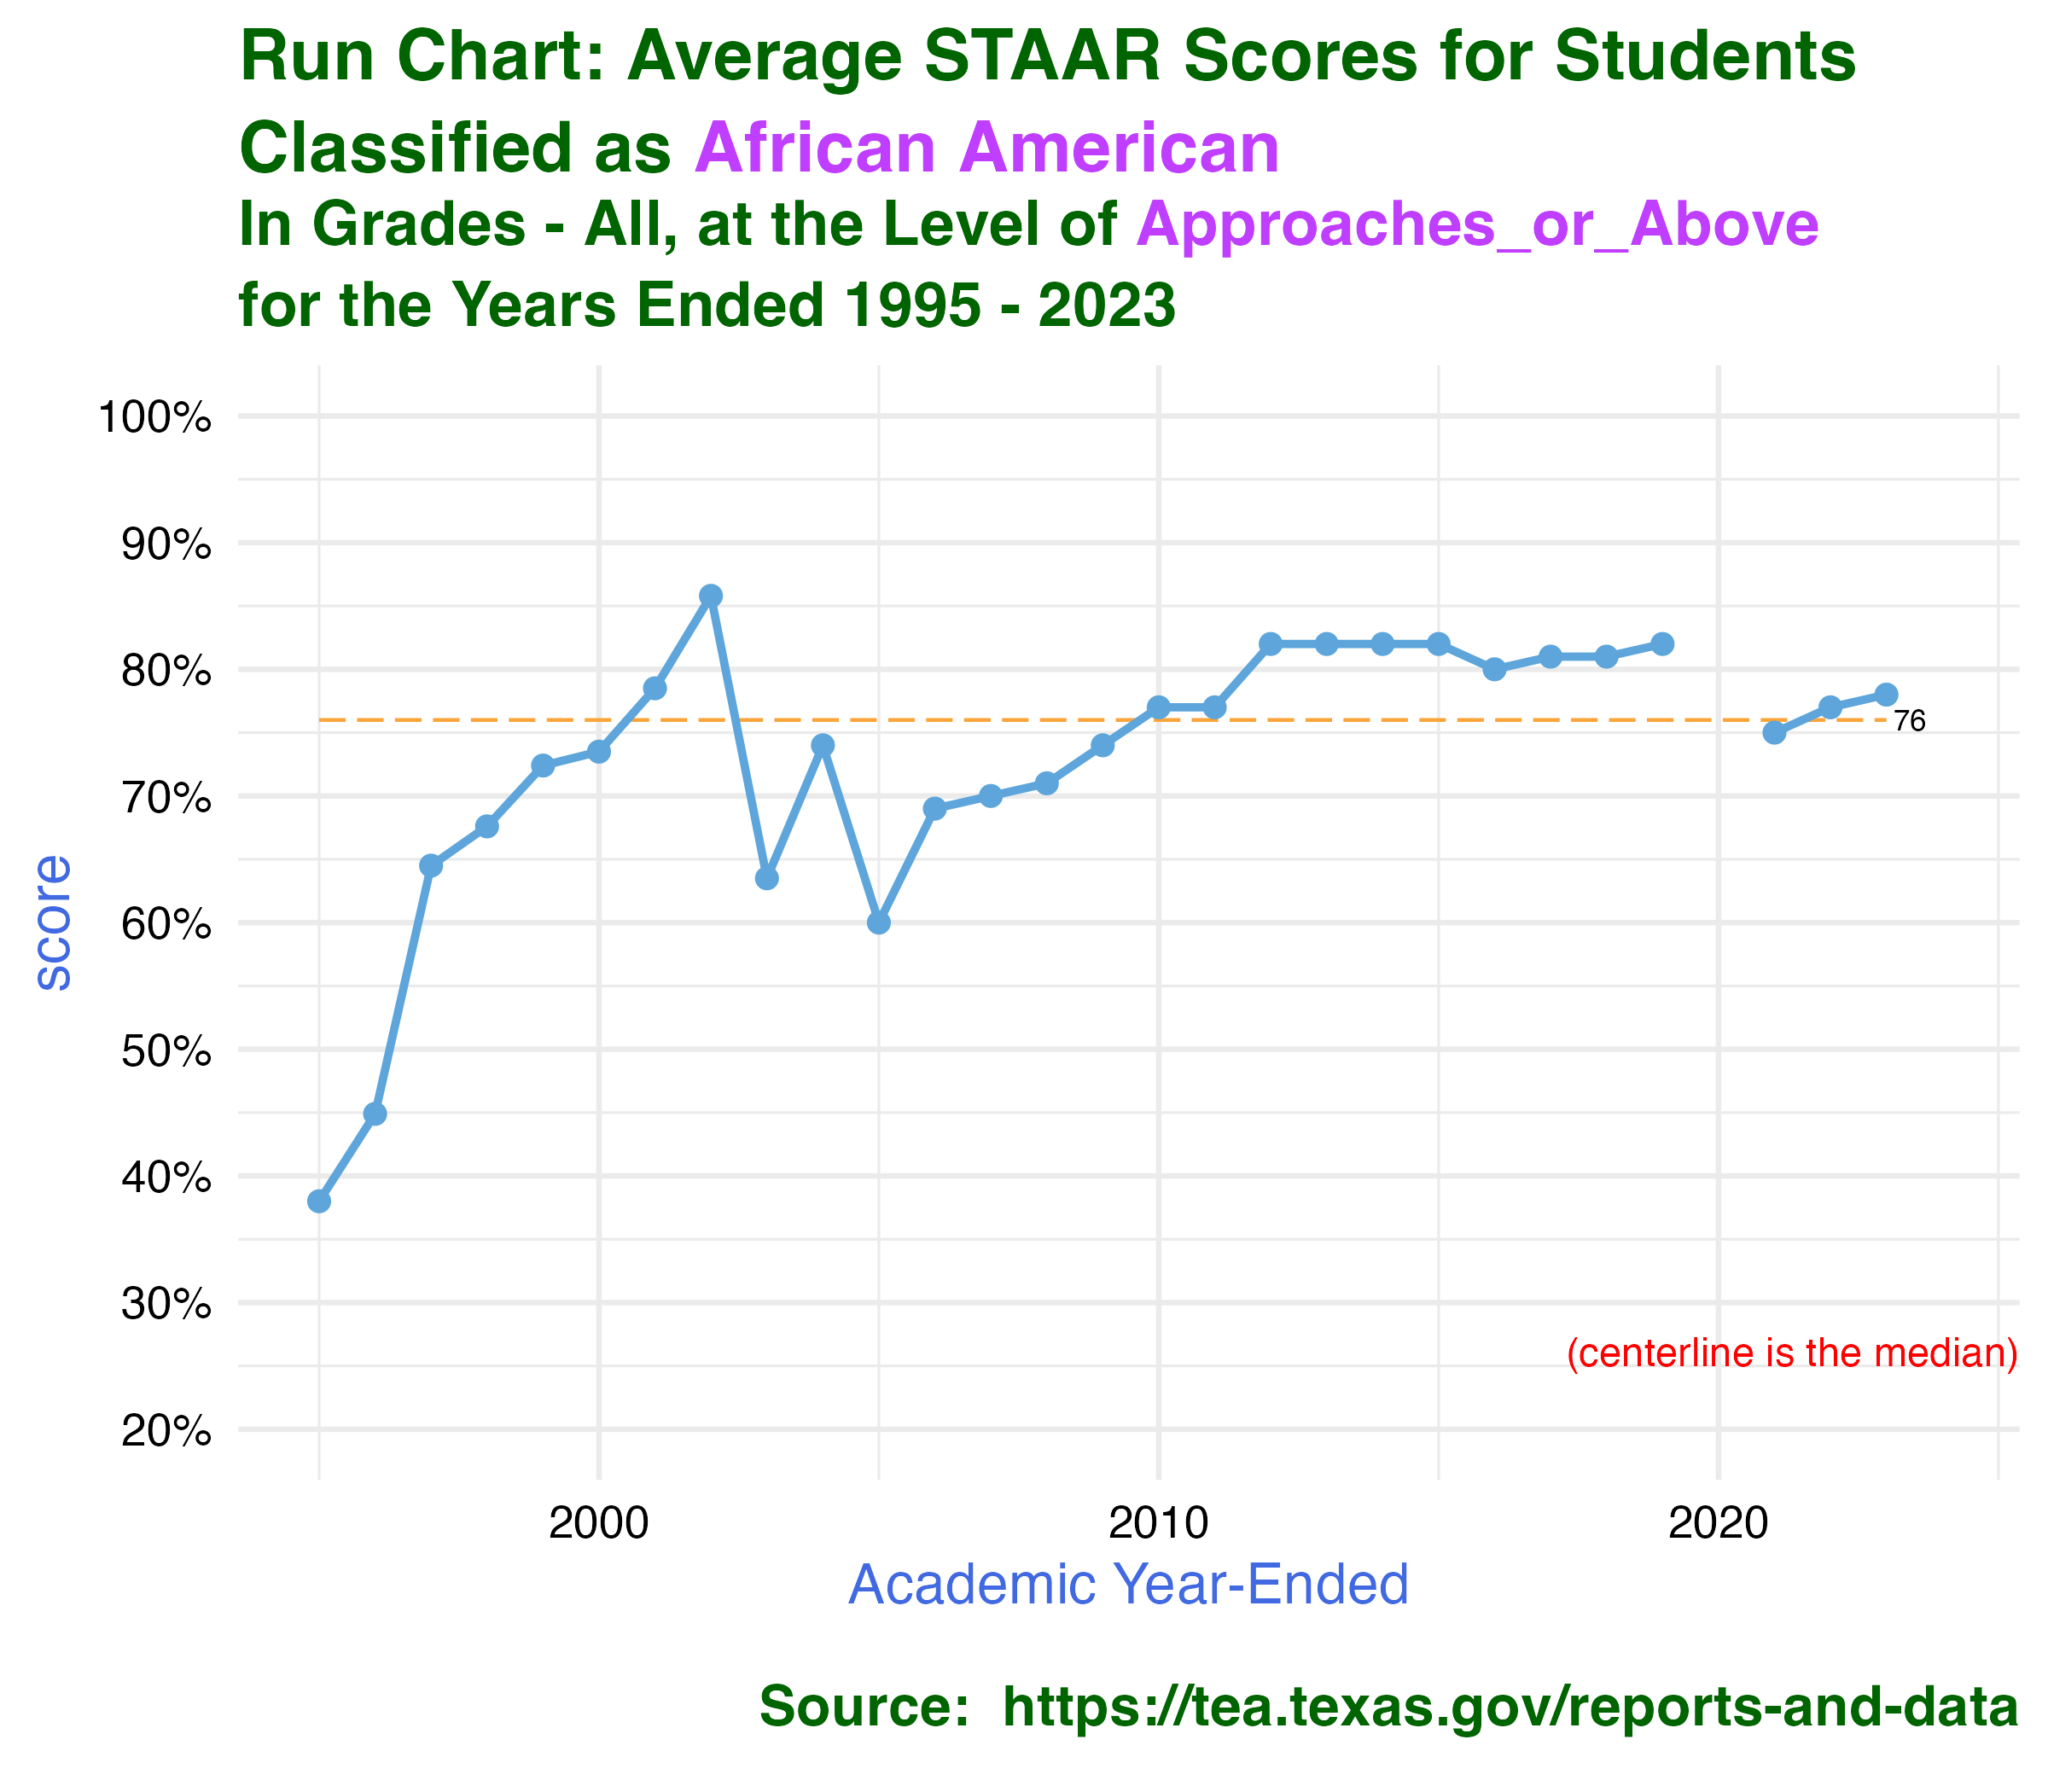 Run Chart: Average STAAR Scores for Students
Classified as African American
In Grades - All, at the Level of Approaches_or_Above
for the Years Ended 1995 - 2023
100%
90%
80%
70%
60%
50%
40%
30%
20%
score
76
(centerline is the median)
2000 2010 2020
Academic Year-Ended
Source:  https://tea.texas.gov/reports-and-data